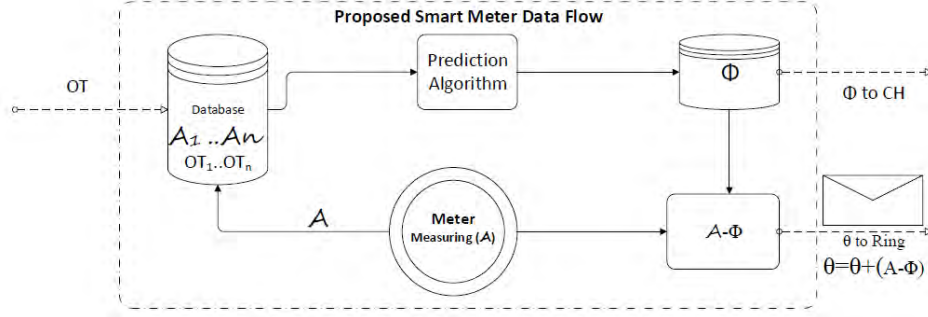 Proposed Smart Meter Data Flow
OT
Database
A₁ ..Aₙ
OT₁..OTₙ
Prediction
Algorithm
Φ
Φ to CH
A
Meter
Measuring (A)
A-Φ
θ to Ring
θ=θ+(A-Φ)